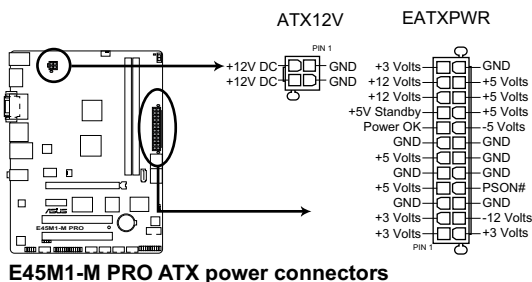 ATX12V
EATXPWR
PIN 1
+12V DC GND
+12V DC GND
+3 Volts GND
+12 Volts +5 Volts
+12 Volts +5 Volts
+5V Standby +5 Volts
Power OK -5 Volts
GND GND
+5 Volts GND
GND GND
+5 Volts PSON#
GND GND
+3 Volts -12 Volts
+3 Volts +3 Volts
PIN 1
ASUS
E45M1-M PRO
E45M1-M PRO ATX power connectors